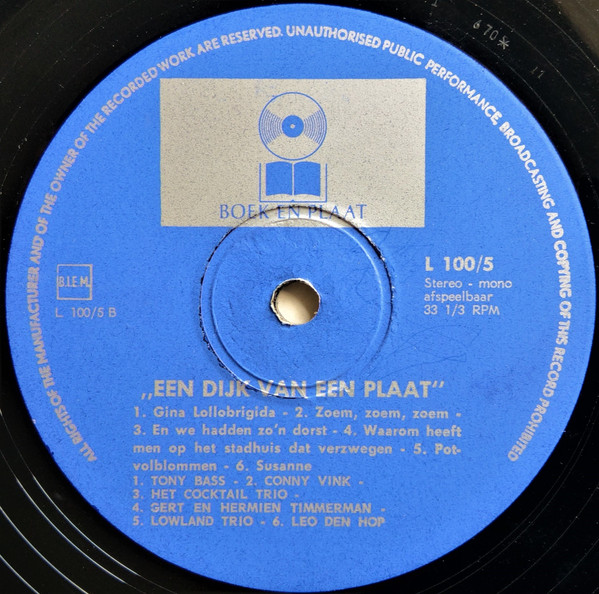 ALL RIGHTS OF THE MANUFACTURER AND OF THE OWNER OF THE RECORDED WORK ARE RESERVED. UNAUTHORISED PUBLIC PERFORMANCE, BROADCASTING AND COPYING OF THIS RECORD PROHIBITED
670*
BOEK EN PLAAT
B.I.E.M.
L 100/5 B
L 100/5
Stereo - mono
afspeelbaar
33 1/3 RPM
„EEN DIJK VAN EEN PLAAT"
1. Gina Lollobrigida - 2. Zoem, zoem, zoem -
3. En we hadden zo'n dorst - 4. Waarom heeft
men op het stadhuis dat verzwegen - 5. Pot-
volblommen - 6. Susanne
1. TONY BASS - 2. CONNY VINK -
3. HET COCKTAIL TRIO -
4. GERT EN HERMIEN TIMMERMAN -
5. LOWLAND TRIO - 6. LEO DEN HOP